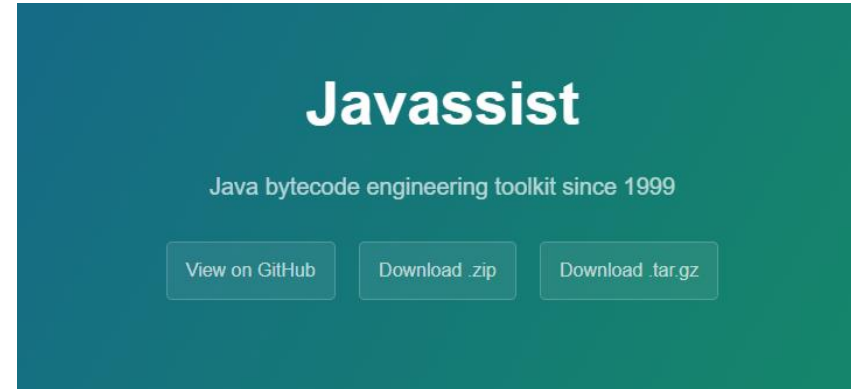 Javassist
Java bytecode engineering toolkit since 1999
View on GitHub
Download .zip
Download .tar.gz